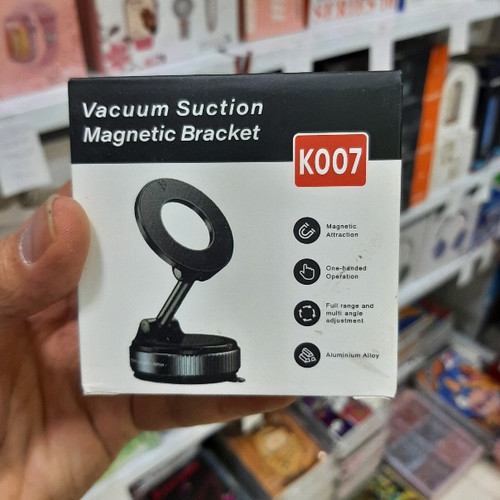 Vacuum Suction
Magnetic Bracket
K007
Magnetic
Attraction
One-handed
Operation
Full range and
multi angle
adjustment
Aluminium Alloy